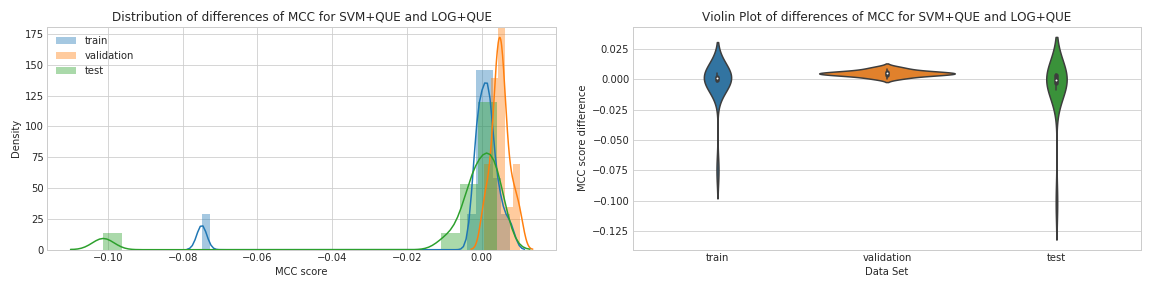 Distribution of differences of MCC for SVM+QUE and LOG+QUE
175
150
125
100
75
50
25
0
Density
train
validation
test
−0.10
−0.08
−0.06
−0.04
−0.02
0.00
MCC score
Violin Plot of differences of MCC for SVM+QUE and LOG+QUE
0.025
0.000
−0.025
−0.050
−0.075
−0.100
−0.125
MCC score difference
train
validation
test
Data Set